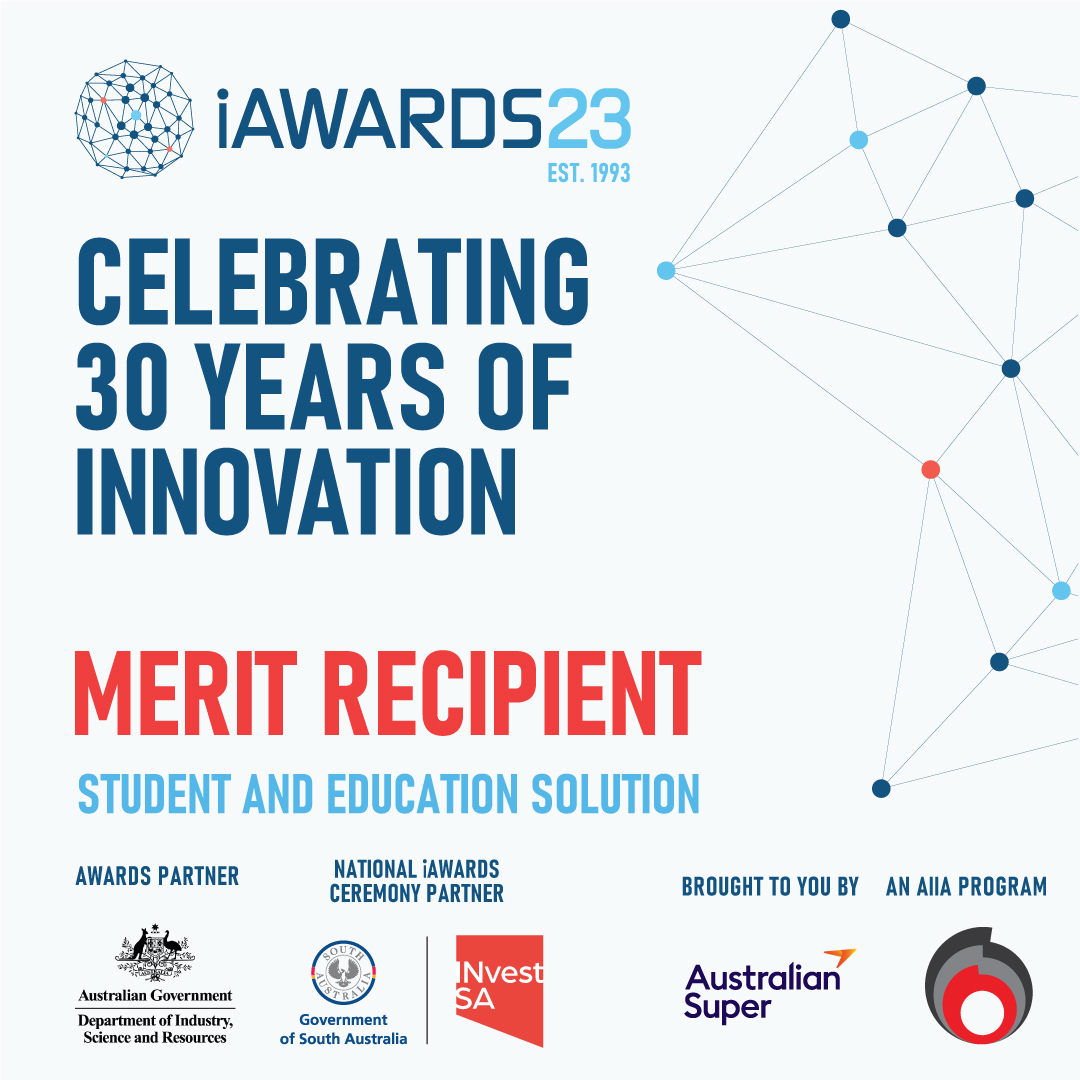 iAWARDS23
EST. 1993
CELEBRATING
30 YEARS OF
INNOVATION
MERIT RECIPIENT
STUDENT AND EDUCATION SOLUTION
AWARDS PARTNER
Australian Government
Department of Industry,
Science and Resources
NATIONAL iAWARDS
CEREMONY PARTNER
SOUTH
AUSTRALIA
Government
of South Australia
INvest
SA
BROUGHT TO YOU BY
Australian
Super
AN AIIA PROGRAM